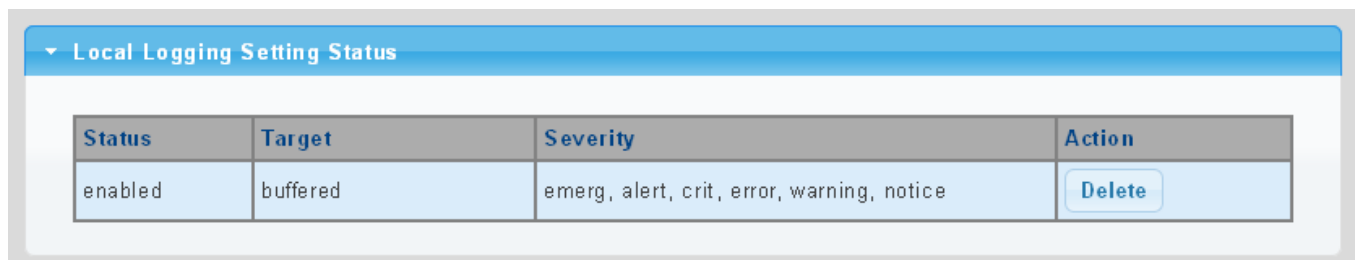 Local Logging Setting Status
Status Target Severity Action
enabled buffered emerg, alert, crit, error, warning, notice Delete